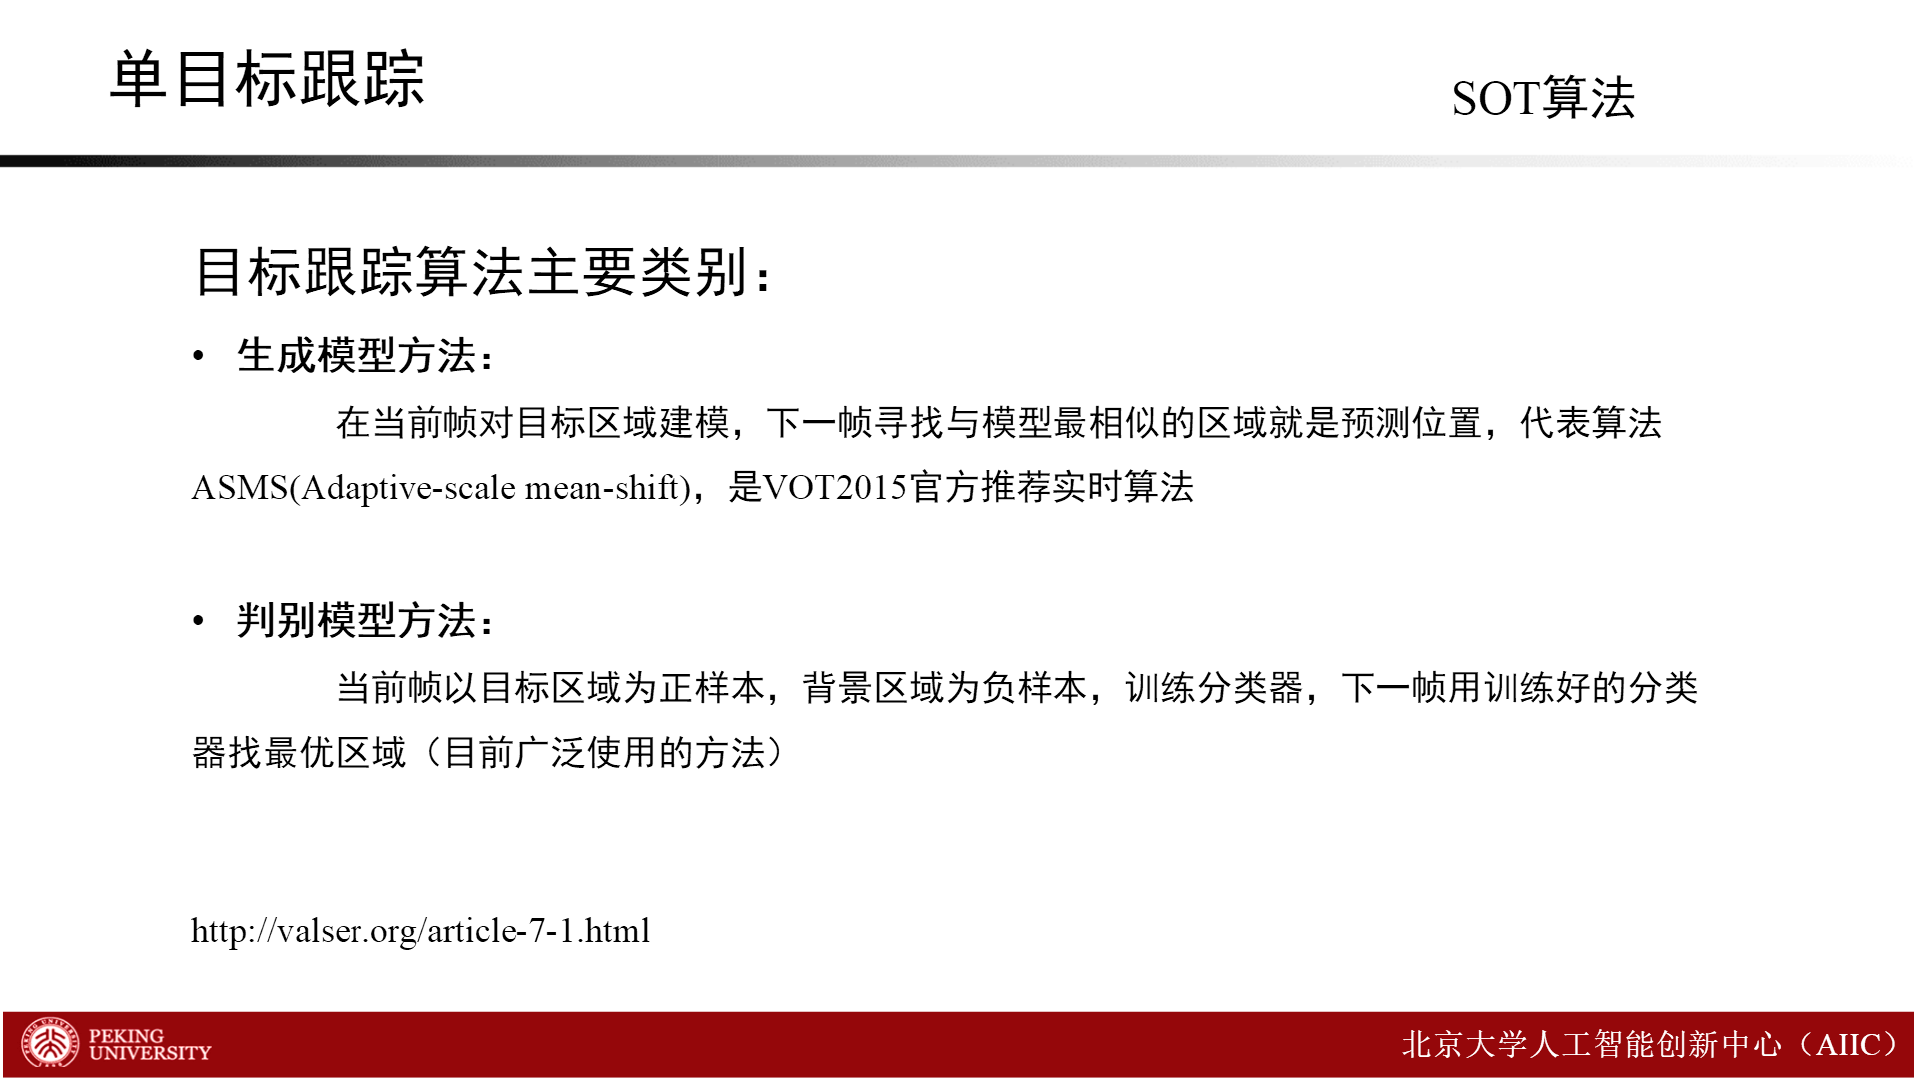 单目标跟踪
SOT算法
目标跟踪算法主要类别：
• 生成模型方法：
在当前帧对目标区域建模，下一帧寻找与模型最相似的区域就是预测位置，代表算法
ASMS(Adaptive-scale mean-shift)，是VOT2015官方推荐实时算法
• 判别模型方法：
当前帧以目标区域为正样本，背景区域为负样本，训练分类器，下一帧用训练好的分类
器找最优区域（目前广泛使用的方法）
http://valser.org/article-7-1.html
PEKING
UNIVERSITY
北京大学人工智能创新中心（AIIC）